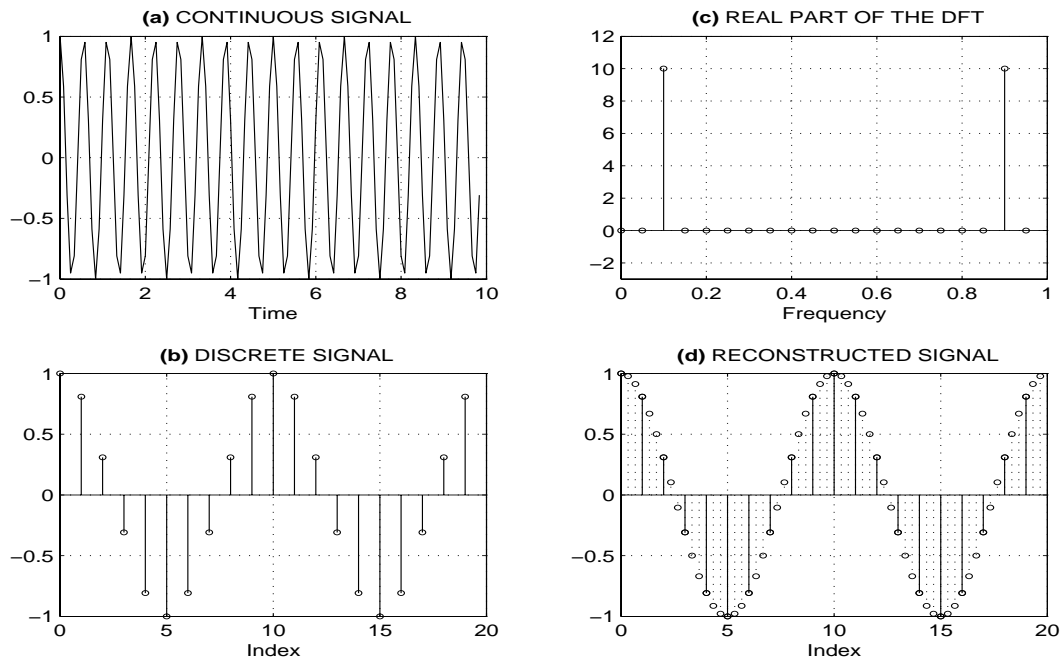 (a) CONTINUOUS SIGNAL
1
0.5
0
−0.5
−1
0 2 4 6 8 10
Time
(c) REAL PART OF THE DFT
12
10
8
6
4
2
0
−2
0 0.2 0.4 0.6 0.8 1
Frequency
(b) DISCRETE SIGNAL
1
0.5
0
−0.5
−1
0 5 10 15 20
Index
(d) RECONSTRUCTED SIGNAL
1
0.5
0
−0.5
−1
0 5 10 15 20
Index